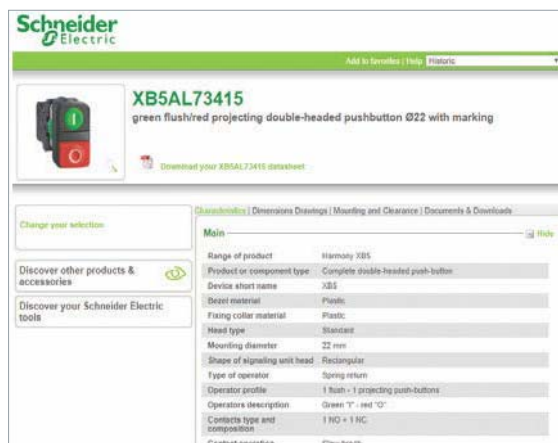 Schneider
Electric
Add to favorites | Help Historic
XB5AL73415
green flush/red projecting double-headed pushbutton Ø22 with marking
I
O
Download your XB5AL73415 datasheet
Change your selection
Characteristics | Dimensions Drawings | Mounting and Clearance | Documents & Downloads
Main
Hide
Discover other products &
accessories
Discover your Schneider Electric
tools
Range of product Harmony XB5
Product or component type Complete double-headed push-button
Device short name XB5
Bezel material Plastic
Fixing collar material Plastic
Head type Standard
Mounting diameter 22 mm
Shape of signaling unit head Rectangular
Type of operator Spring return
Operator profile 1 flush - 1 projecting push-buttons
Operators description Green "I" - red "O"
Contacts type and
composition 1 NO + 1 NC